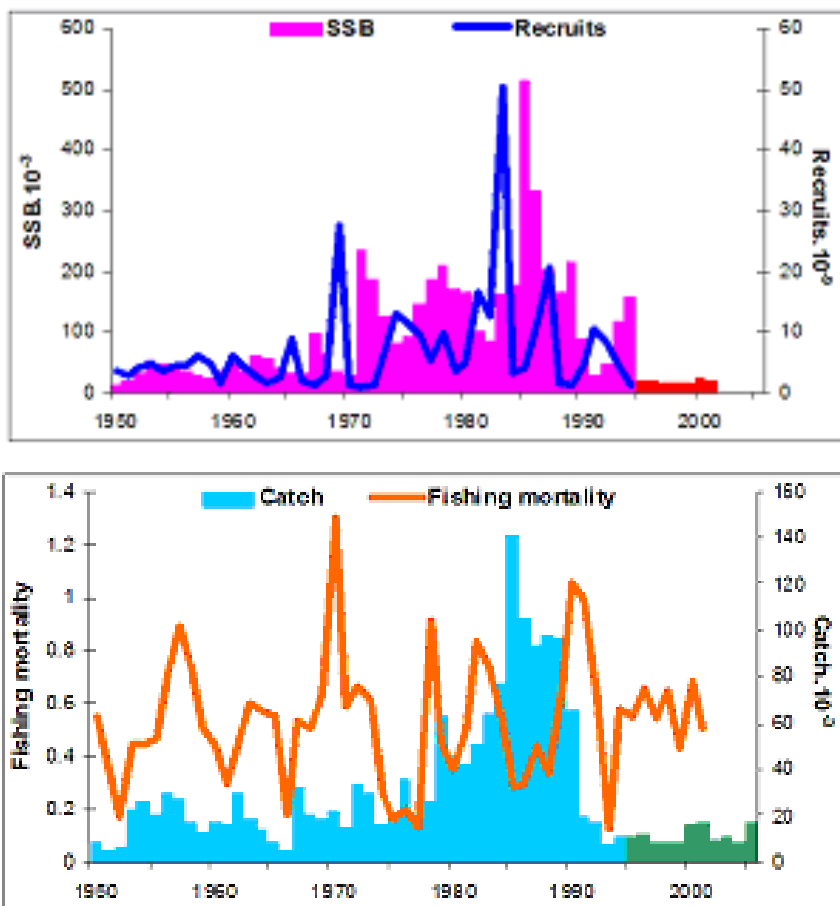 600 SSB Recruits 60
500 50
400 40
300 30
200 20
100 10
0 0
SSB. 10⁻³
Recruits.
1950 1960 1970 1980 1990 2000
1.4 Catch Fishing mortality 160
1.2 140
1 120
0.8 100
0.6 80
0.4 60
0.2 40
0 20
0
Fishing mortality
Catch. 10⁻³
1950 1960 1970 1980 1990 2000